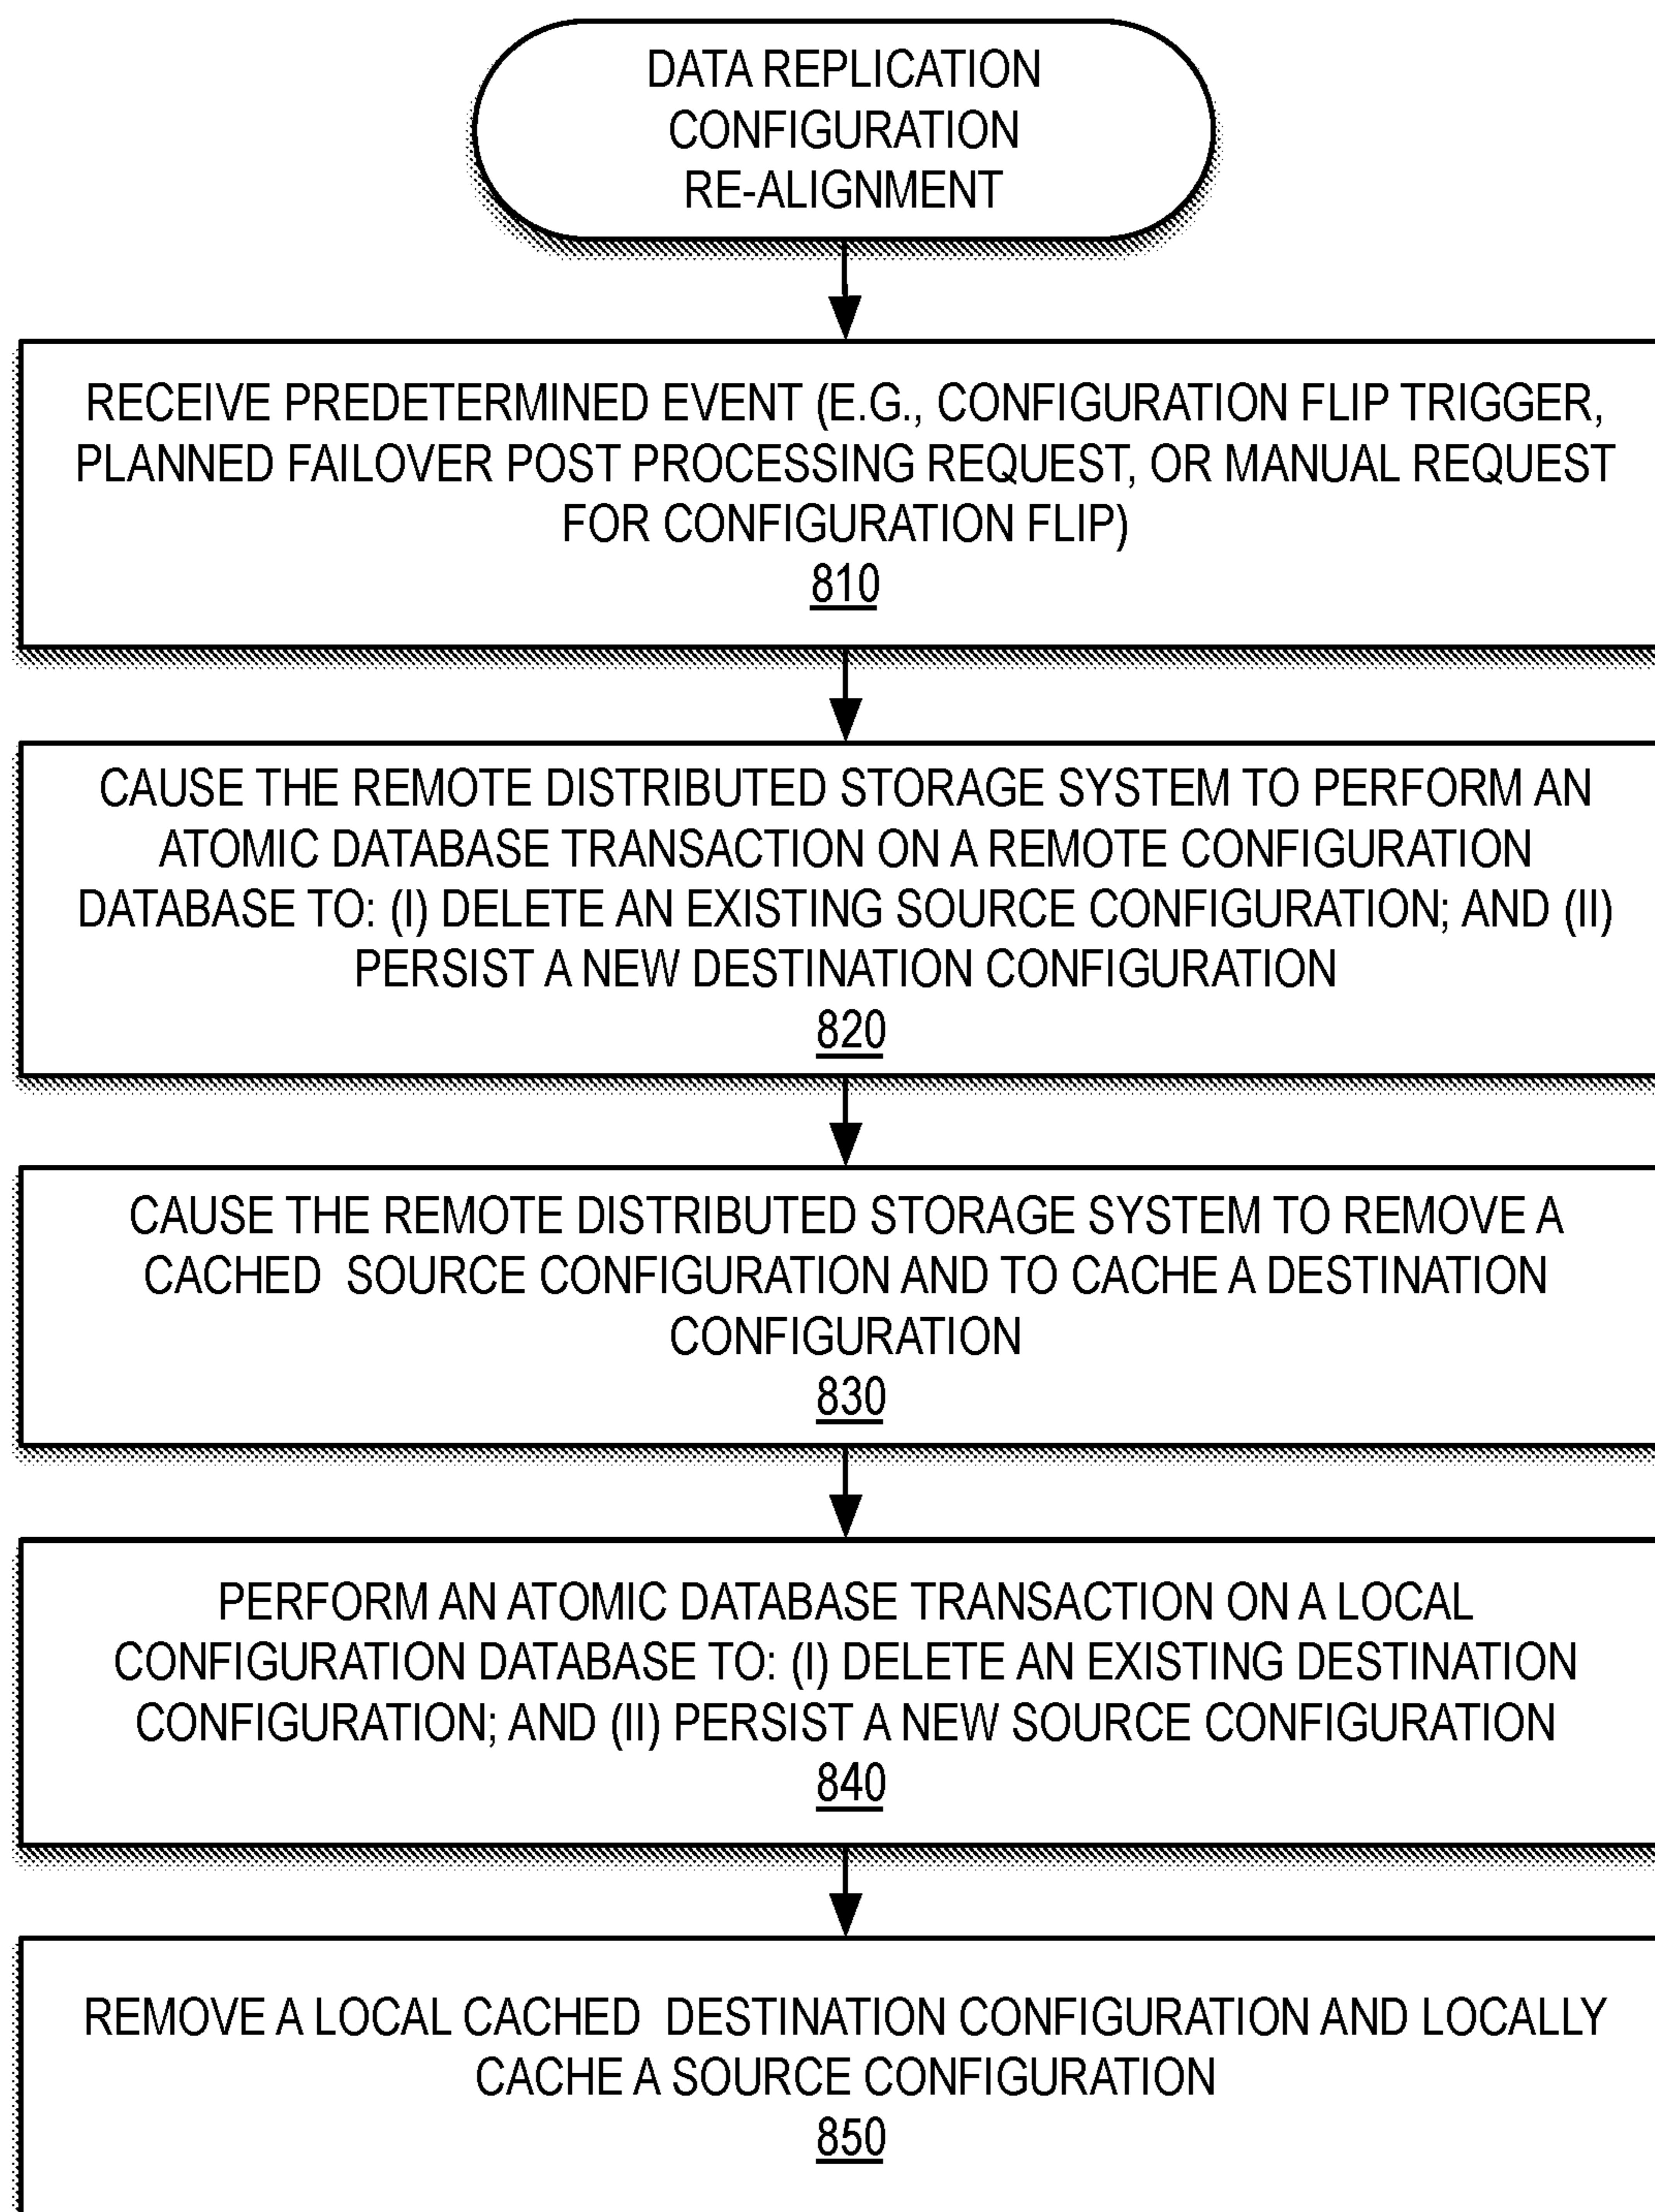 DATA REPLICATION
CONFIGURATION
RE-ALIGNMENT
RECEIVE PREDETERMINED EVENT (E.G., CONFIGURATION FLIP TRIGGER,
PLANNED FAILOVER POST PROCESSING REQUEST, OR MANUAL REQUEST
FOR CONFIGURATION FLIP)
810
CAUSE THE REMOTE DISTRIBUTED STORAGE SYSTEM TO PERFORM AN
ATOMIC DATABASE TRANSACTION ON A REMOTE CONFIGURATION
DATABASE TO: (I) DELETE AN EXISTING SOURCE CONFIGURATION; AND (II)
PERSIST A NEW DESTINATION CONFIGURATION
820
CAUSE THE REMOTE DISTRIBUTED STORAGE SYSTEM TO REMOVE A
CACHED SOURCE CONFIGURATION AND TO CACHE A DESTINATION
CONFIGURATION
830
PERFORM AN ATOMIC DATABASE TRANSACTION ON A LOCAL
CONFIGURATION DATABASE TO: (I) DELETE AN EXISTING DESTINATION
CONFIGURATION; AND (II) PERSIST A NEW SOURCE CONFIGURATION
840
REMOVE A LOCAL CACHED DESTINATION CONFIGURATION AND LOCALLY
CACHE A SOURCE CONFIGURATION
850